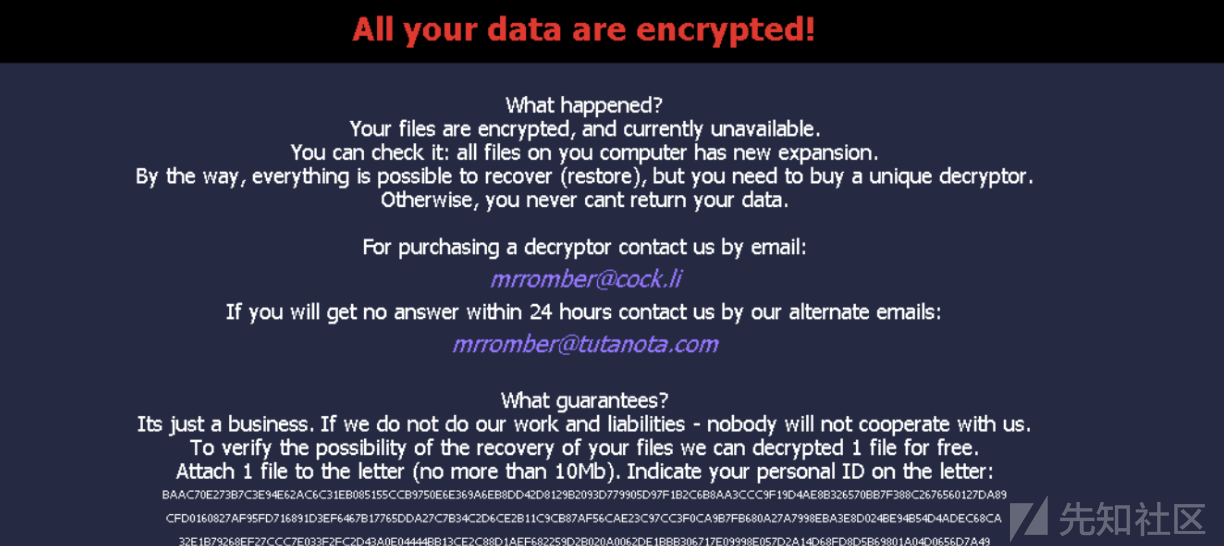 All your data are encrypted!
What happened?
Your files are encrypted, and currently unavailable.
You can check it: all files on you computer has new expansion.
By the way, everything is possible to recover (restore), but you need to buy a unique decryptor.
Otherwise, you never cant return your data.
For purchasing a decryptor contact us by email:
mrromber@cock.li
If you will get no answer within 24 hours contact us by our alternate emails:
mrromber@tutanota.com
What guarantees?
Its just a business. If we do not do our work and liabilities - nobody will not cooperate with us.
To verify the possibility of the recovery of your files we can decrypted 1 file for free.
Attach 1 file to the letter (no more than 10Mb). Indicate your personal ID on the letter:
BAAC70E273B7C3E94E62AC6C31EB085155CCB9750E6E369A6EB8DD42D8129B2093D779905D97F1B2C6B8AA3CCC9F19D4AE8B326570BB7F388C2676560127DA89
CFD0160827AF95FD716891D3EF6467B17765DDA27C7B34C2D6CE2B11C9CB87AF56CAE23C97CC3F0CA9B7FB680A27A7998EBA3E8D024BE94B54D4ADEC68CA
32E1B79268EF27CCC7E033F2FC2D43A0E04444BB13CE2C88D1AEF682259D2B020A0062DE1BBB306717E09998E057D2A14D68FD8D5B69801A04D0656D7A49
先知社区